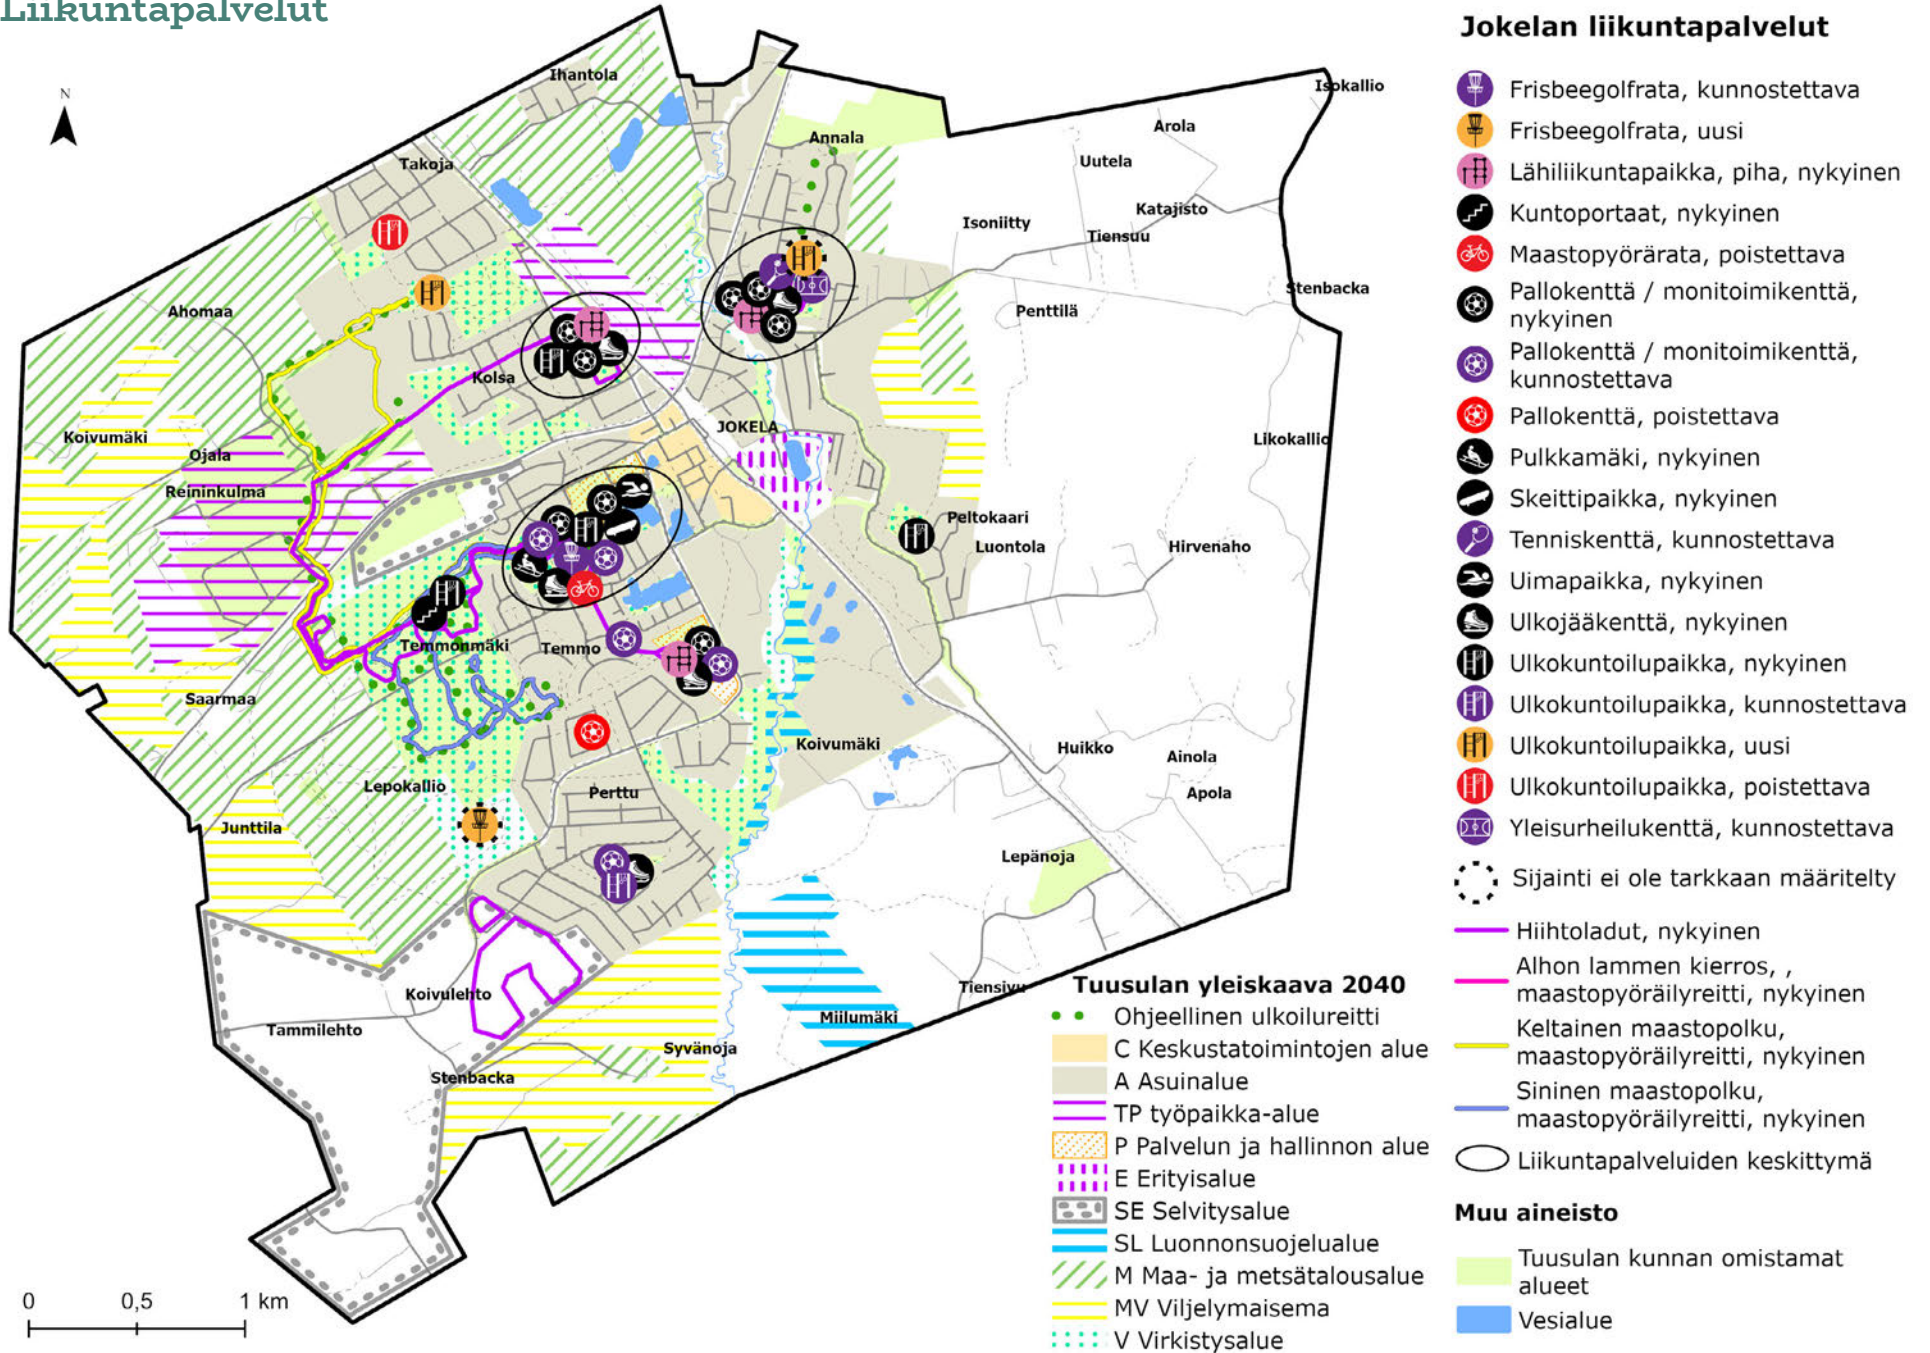 Liikuntapalvelut
N
Ihantola
Takoja
Annala
Isokallio
Arola
Uutela
Katajisto
Isoniitty
Tiensuu
Stenbacka
Ahomaa
Penttilä
Kolsa
JOKELA
Koivumäki
Ojala
Likokallio
Reininkulma
Peltokaari
Luontola
Hirvenaho
Temmonmäki
Temmo
Saarmaa
Koivumäki
Huikko
Ainola
Lepokallio
Perttu
Apola
Junttila
Lepänoja
Koivulehto
Tiensivu
Tammilehto
Miilumäki
Syvänoja
Stenbacka
0 0,5 1 km
Tuusulan yleiskaava 2040
Ohjeellinen ulkoilureitti
C Keskustatoimintojen alue
A Asuinalue
TP työpaikka-alue
P Palvelun ja hallinnon alue
E Erityisalue
SE Selvitysalue
SL Luonnonsuojelualue
M Maa- ja metsätalousalue
MV Viljelymaisema
V Virkistysalue
Jokelan liikuntapalvelut
Frisbeegolfrata, kunnostettava
Frisbeegolfrata, uusi
Lähiliikuntapaikka, piha, nykyinen
Kuntoportaat, nykyinen
Maastopyörärata, poistettava
Pallokenttä / monitoimikenttä,
nykyinen
Pallokenttä / monitoimikenttä,
kunnostettava
Pallokenttä, poistettava
Pulkkamäki, nykyinen
Skeittipaikka, nykyinen
Tenniskenttä, kunnostettava
Uimapaikka, nykyinen
Ulkojääkenttä, nykyinen
Ulkokuntoilupaikka, nykyinen
Ulkokuntoilupaikka, kunnostettava
Ulkokuntoilupaikka, uusi
Ulkokuntoilupaikka, poistettava
Yleisurheilukenttä, kunnostettava
Sijainti ei ole tarkkaan määritelty
Hiihtoladut, nykyinen
Alhon lammen kierros, ,
maastopyöräilyreitti, nykyinen
Keltainen maastopolku,
maastopyöräilyreitti, nykyinen
Sininen maastopolku,
maastopyöräilyreitti, nykyinen
Liikuntapalveluiden keskittymä
Muu aineisto
Tuusulan kunnan omistamat
alueet
Vesialue